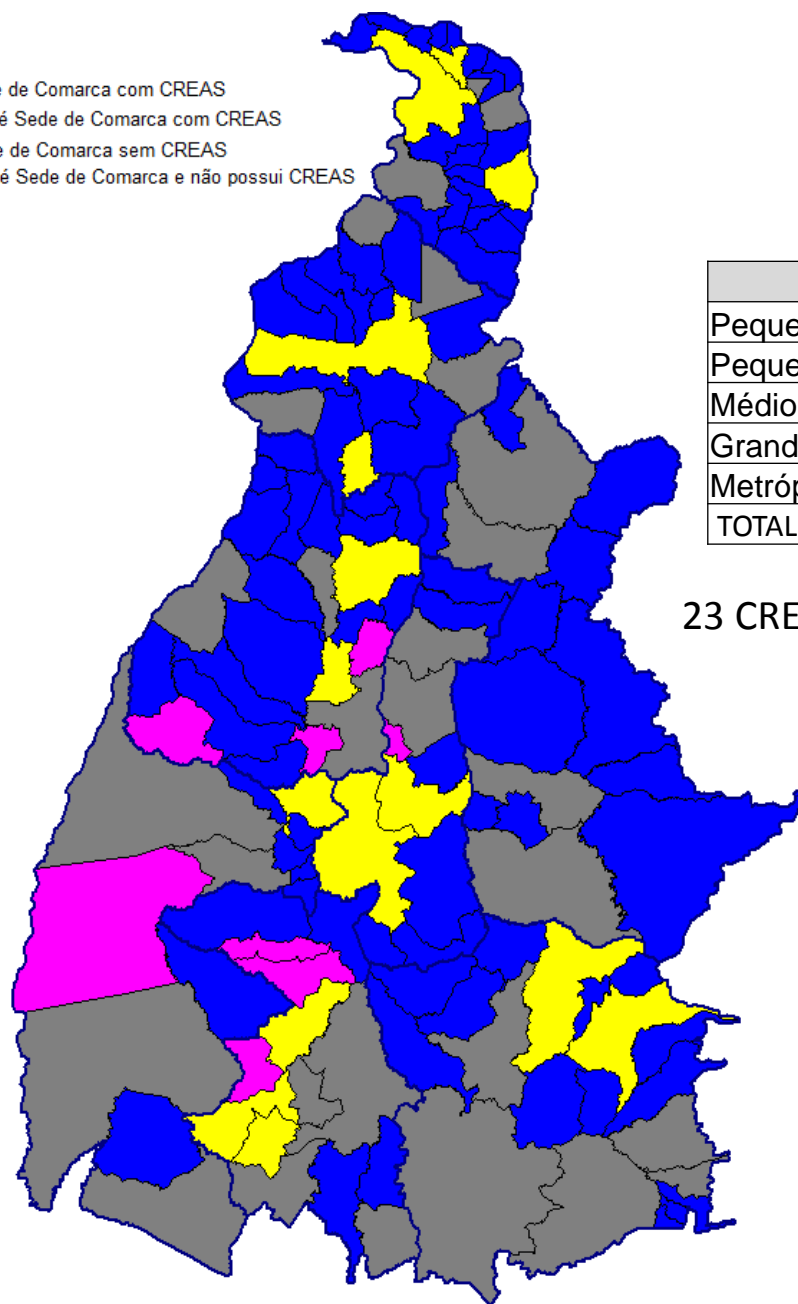 de Comarca com CREAS
é Sede de Comarca com CREAS
de Comarca sem CREAS
é Sede de Comarca e não possui CREAS
Peque
Peque
Médio
Grand
Metróp
TOTAL
23 CRE